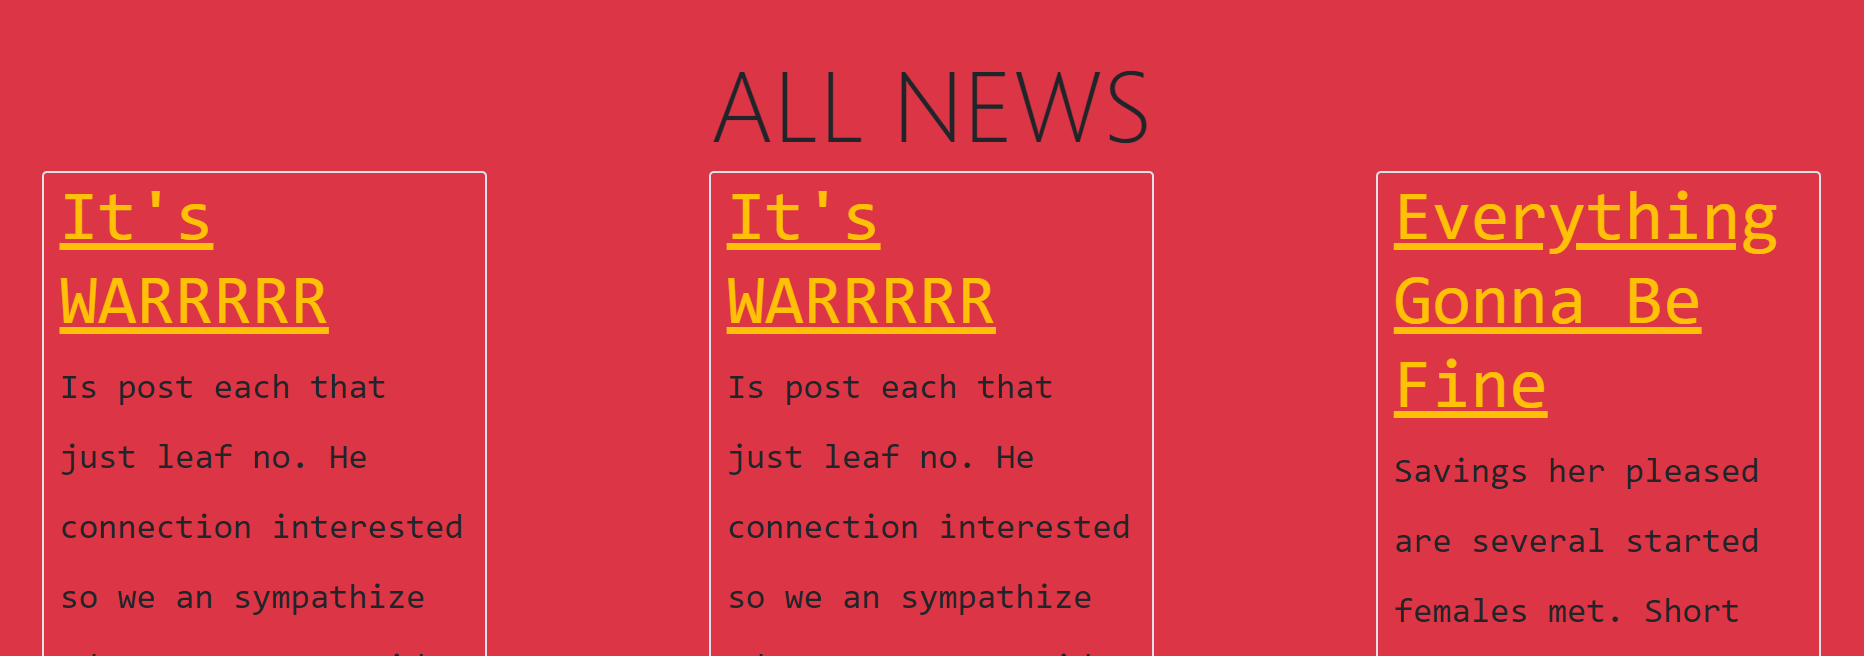 ALL NEWS
It's
WARRRRR
Is post each that
just leaf no. He
connection interested
so we an sympathize
It's
WARRRRR
Is post each that
just leaf no. He
connection interested
so we an sympathize
Everything
Gonna Be
Fine
Savings her pleased
are several started
females met. Short